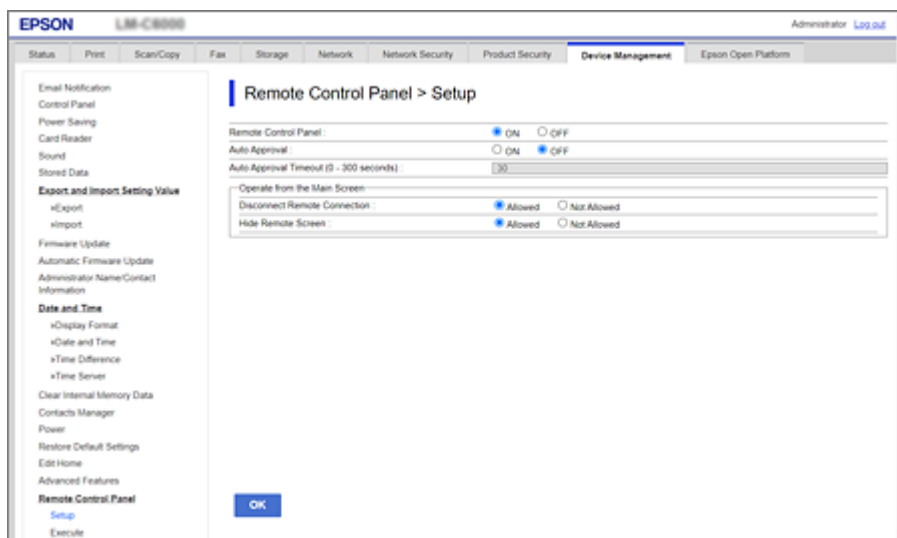 EPSON
Administrator Log out
Status Print Scan/Copy Fax Storage Network Network Security Product Security Device Management Epson Open Platform
Email Notification
Control Panel
Power Saving
Card Reader
Sound
Stored Data
Export and Import Setting Value
»Export
»Import
Firmware Update
Automatic Firmware Update
Administrator Name/Contact
Information
Date and Time
»Display Format
»Date and Time
»Time Difference
»Time Server
Clear Internal Memory Data
Contacts Manager
Power
Restore Default Settings
Edit Home
Advanced Features
Remote Control Panel
Setup
Execute
Remote Control Panel > Setup
Remote Control Panel : ON OFF
Auto Approval : ON OFF
Auto Approval Timeout (0 - 300 seconds) : 30
Operate from the Main Screen
Disconnect Remote Connection : Allowed Not Allowed
Hide Remote Screen : Allowed Not Allowed
OK